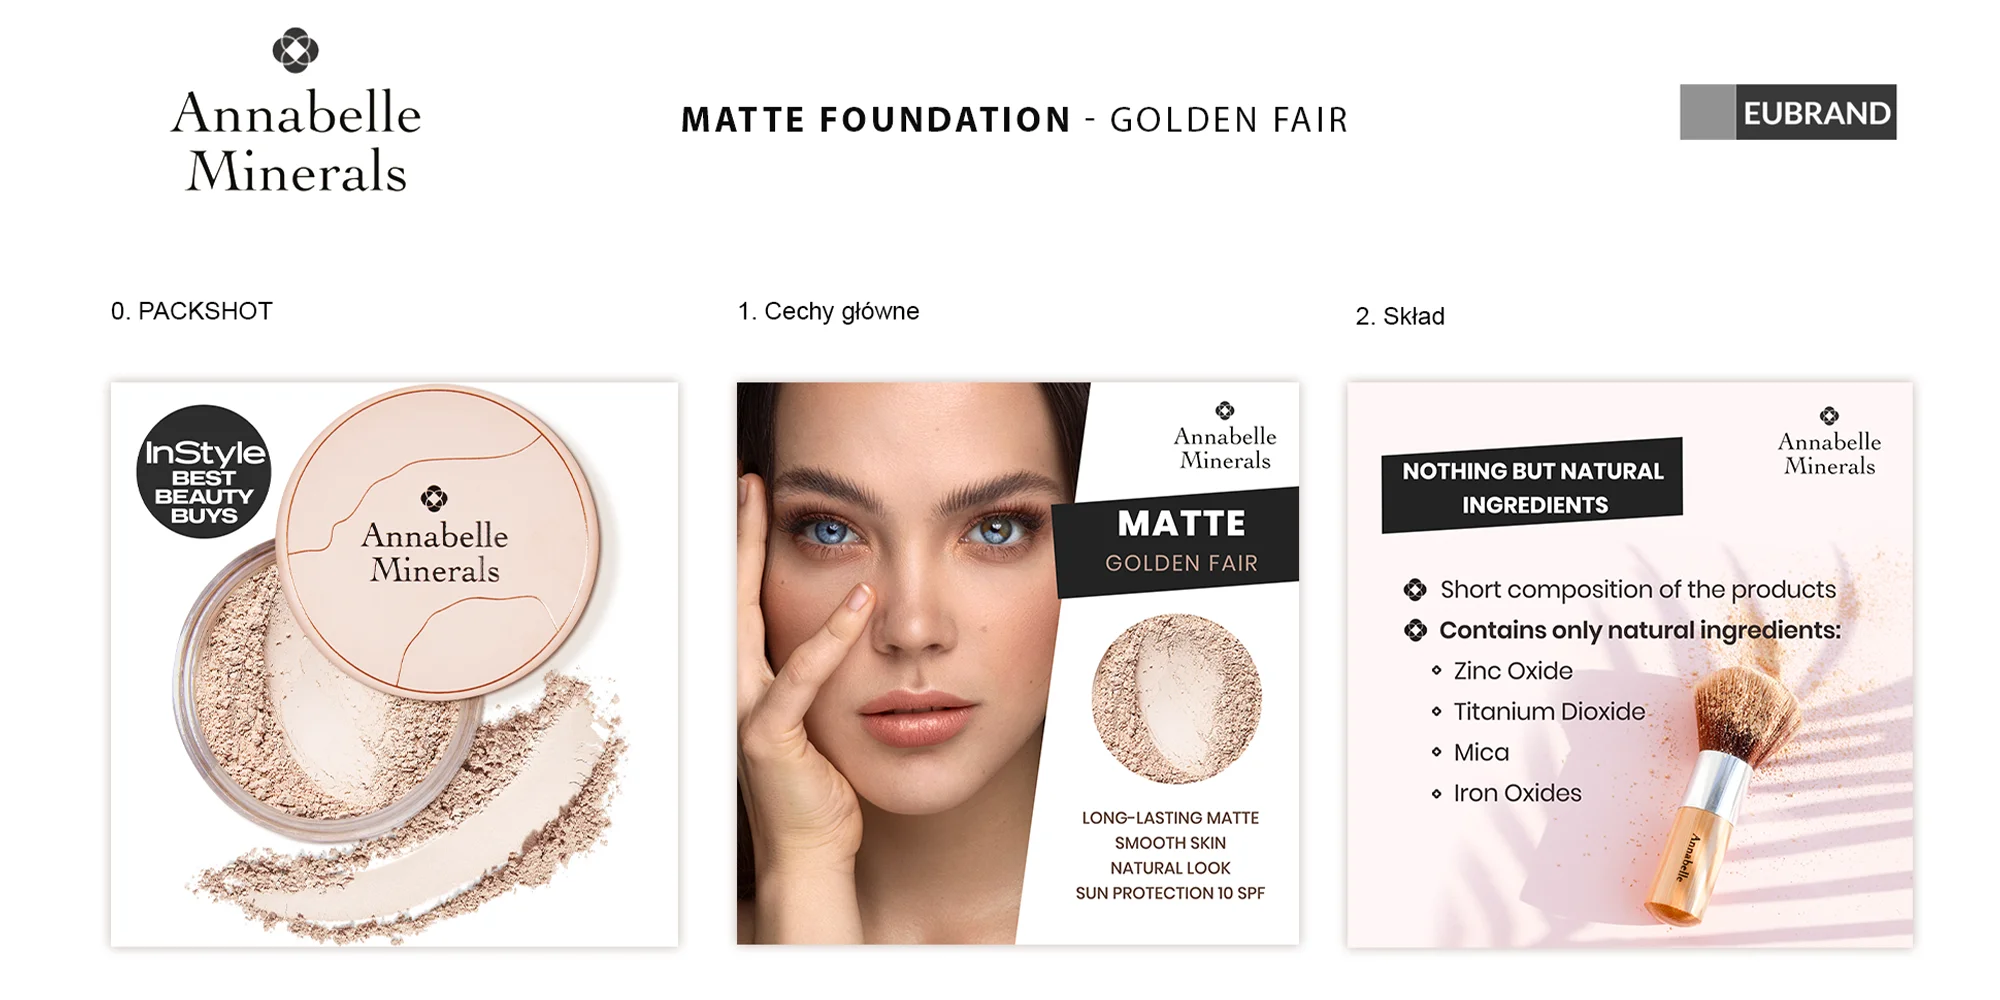 Annabelle
Minerals
MATTE FOUNDATION - GOLDEN FAIR
EUBRAND
0. PACKSHOT
1. Cechy główne
2. Skład
InStyle
BEST
BEAUTY
BUYS
Annabelle
Minerals
Annabelle
Minerals
MATTE
GOLDEN FAIR
LONG-LASTING MATTE
SMOOTH SKIN
NATURAL LOOK
SUN PROTECTION 10 SPF
Annabelle
Minerals
NOTHING BUT NATURAL
INGREDIENTS
Short composition of the products
Contains only natural ingredients:
Zinc Oxide
Titanium Dioxide
Mica
Iron Oxides
Annabelle